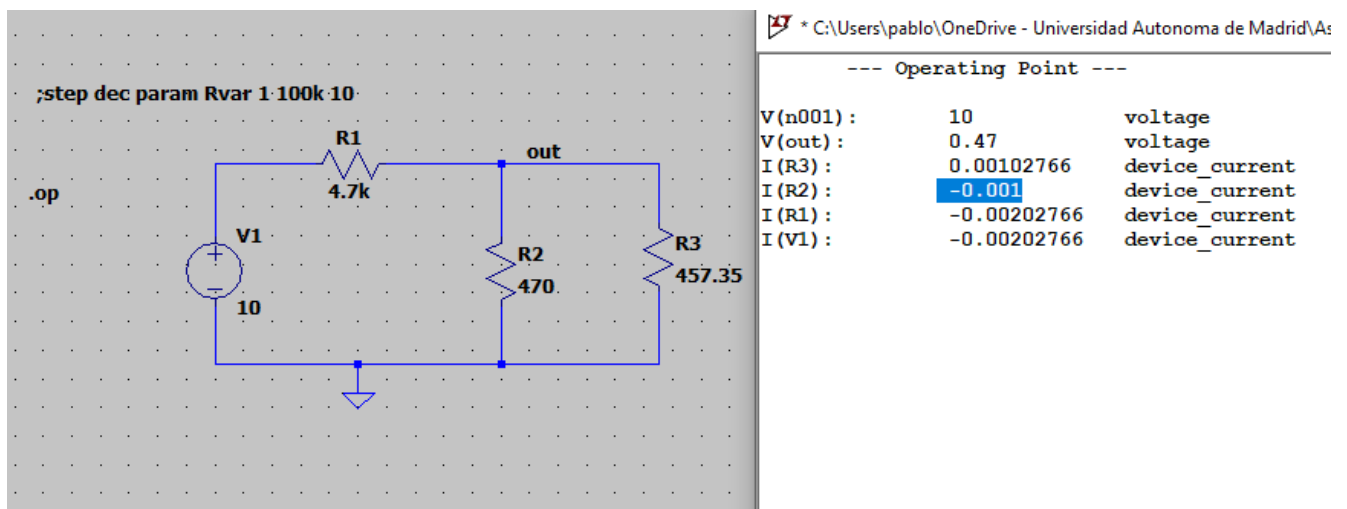 ;step dec param Rvar 1 100k 10
R1
out
4.7k
.op
V1
R2
R3
470
457.35
10
* C:\Users\pablo\OneDrive - Universidad Autonoma de Madrid\As
--- Operating Point ---
V(n001): 10 voltage
V(out): 0.47 voltage
I(R3): 0.00102766 device_current
I(R2): -0.001 device_current
I(R1): -0.00202766 device_current
I(V1): -0.00202766 device_current